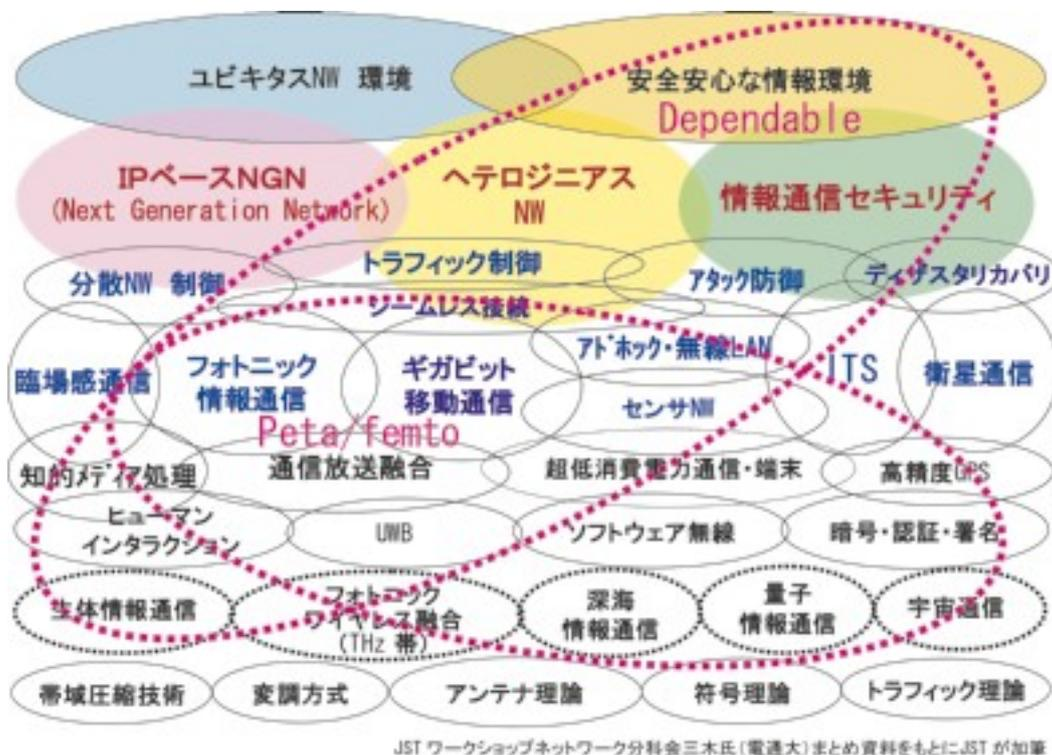 ユビキタスNW 環境
安全安心な情報環境
Dependable
IPベースNGN
(Next Generation Network)
ヘテロジニアス
NW
情報通信セキュリティ
分散NW 制御
トラフィック制御
アタック防御
ディザスタリカバリ
シームレス接続
臨場感通信
フォトニック
情報通信
ギガビット
移動通信
アドホック・無線LAN
センサNW
ITS
衛星通信
Peta/femto
知的メディア処理
通信放送融合
超低消費電力通信・端末
高精度GPS
ヒューマン
インタラクション
UWB
ソフトウェア無線
暗号・認証・署名
生体情報通信
フォトニック
ワイヤレス融合
(THz 帯)
深海
情報通信
量子
情報通信
宇宙通信
帯域圧縮技術
変調方式
アンテナ理論
符号理論
トラフィック理論
JST ワークショップネットワーク分科会三木氏(電通大)まとめ資料をもとにJST が加筆